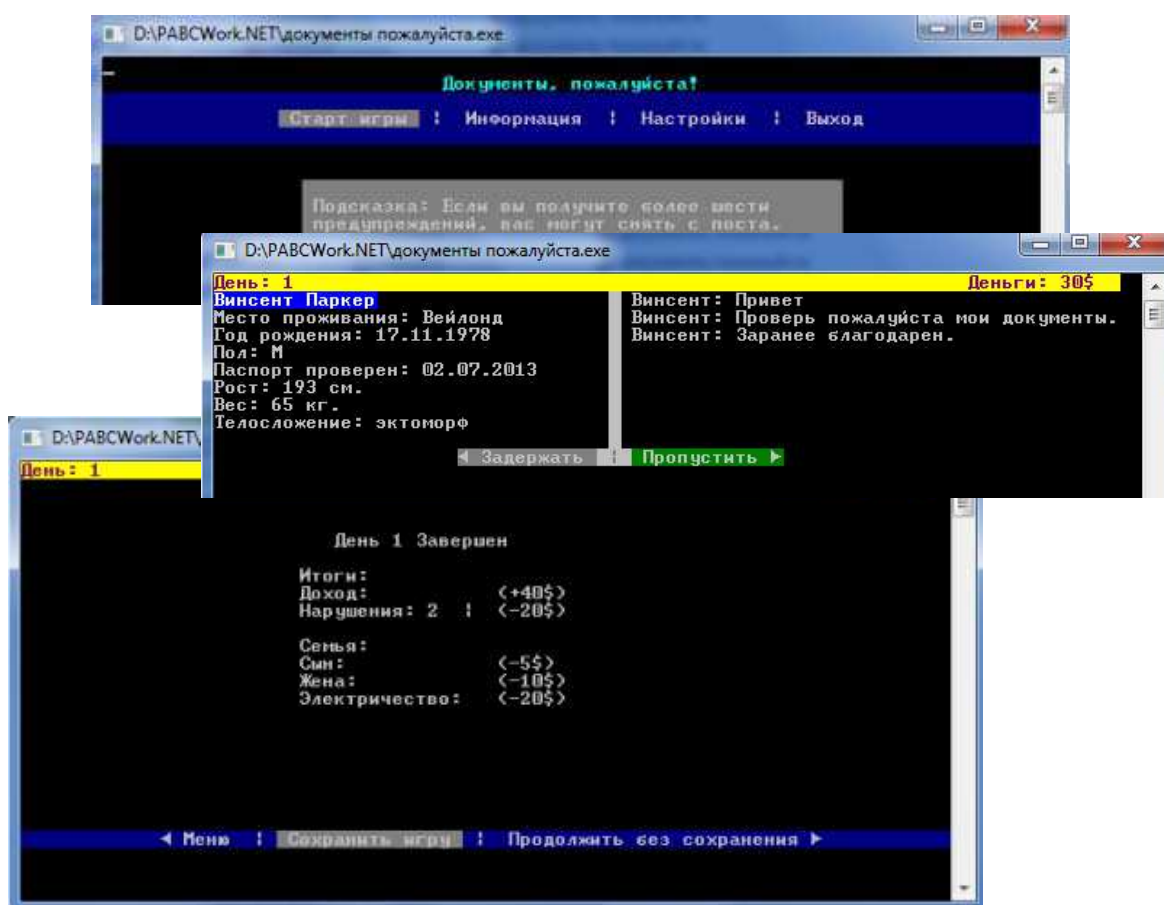 D:\PABCWork.NET\документы пожалуйста.exe
Документы, пожалуйста!
Старт игры ¦ Информация ¦ Настройки ¦ Выход
Подсказка: Если вы получите более шести
предупреждений, вас могут снять с поста.
D:\PABCWork.NET\документы пожалуйста.exe
День: 1 Деньги: 30$
Винсент Паркер
Место проживания: Вейлонд
Год рождения: 17.11.1978
Пол: М
Паспорт проверен: 02.07.2013
Рост: 193 см.
Вес: 65 кг.
Телосложение: эктоморф
Винсент: Привет
Винсент: Проверь пожалуйста мои документы.
Винсент: Заранее благодарен.
◄ Задержать ¦ Пропустить ►
D:\PABCWork.NET\
День: 1
День 1 Завершен
Итоги:
Доход: (+40$)
Нарушения: 2 ¦ (-20$)
Семья:
Сын: (-5$)
Жена: (-10$)
Электричество: (-20$)
◄ Меню ¦ Сохранить игру ¦ Продолжить без сохранения ►